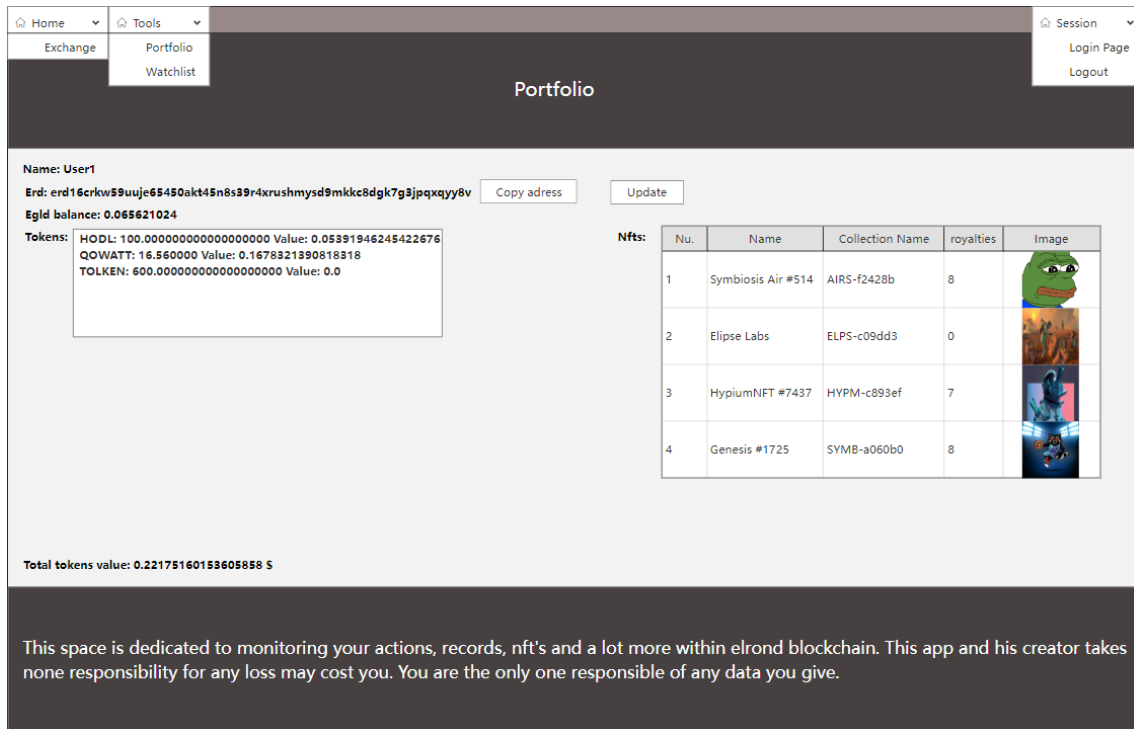 Home
Tools
Session
Exchange
Portfolio
Login Page
Watchlist
Logout
Portfolio
Name: User1
Erd: erd16crkw59uuje65450akt45n8s39r4xrushmysd9mkkc8dgk7g3jpqxqyy8v
Copy adress
Update
Egld balance: 0.065621024
Tokens:
HODL: 100.000000000000000000 Value: 0.05391946245422676
QOWATT: 16.560000 Value: 0.1678321390818318
TOLKEN: 600.000000000000000000 Value: 0.0
Nfts:
Nu. Name Collection Name royalties Image
1 Symbiosis Air #514 AIRS-f2428b 8
2 Elipse Labs ELPS-c09dd3 0
3 HypiumNFT #7437 HYPM-c893ef 7
4 Genesis #1725 SYMB-a060b0 8
Total tokens value: 0.22175160153605858 $
This space is dedicated to monitoring your actions, records, nft's and a lot more within elrond blockchain. This app and his creator takes
none responsibility for any loss may cost you. You are the only one responsible of any data you give.